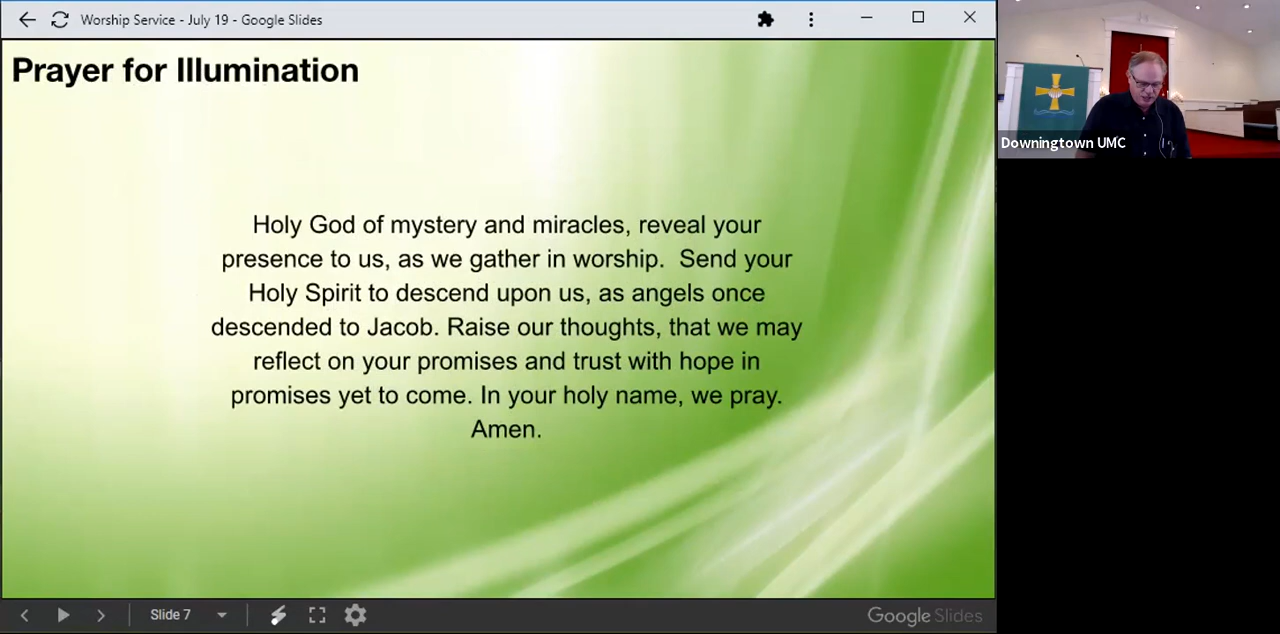 Worship Service - July 19 - Google Slides
Prayer for Illumination
Holy God of mystery and miracles, reveal your
presence to us, as we gather in worship.  Send your
Holy Spirit to descend upon us, as angels once
descended to Jacob. Raise our thoughts, that we may
reflect on your promises and trust with hope in
promises yet to come. In your holy name, we pray.
Amen.
Slide 7
Google Slides
Downingtown UMC